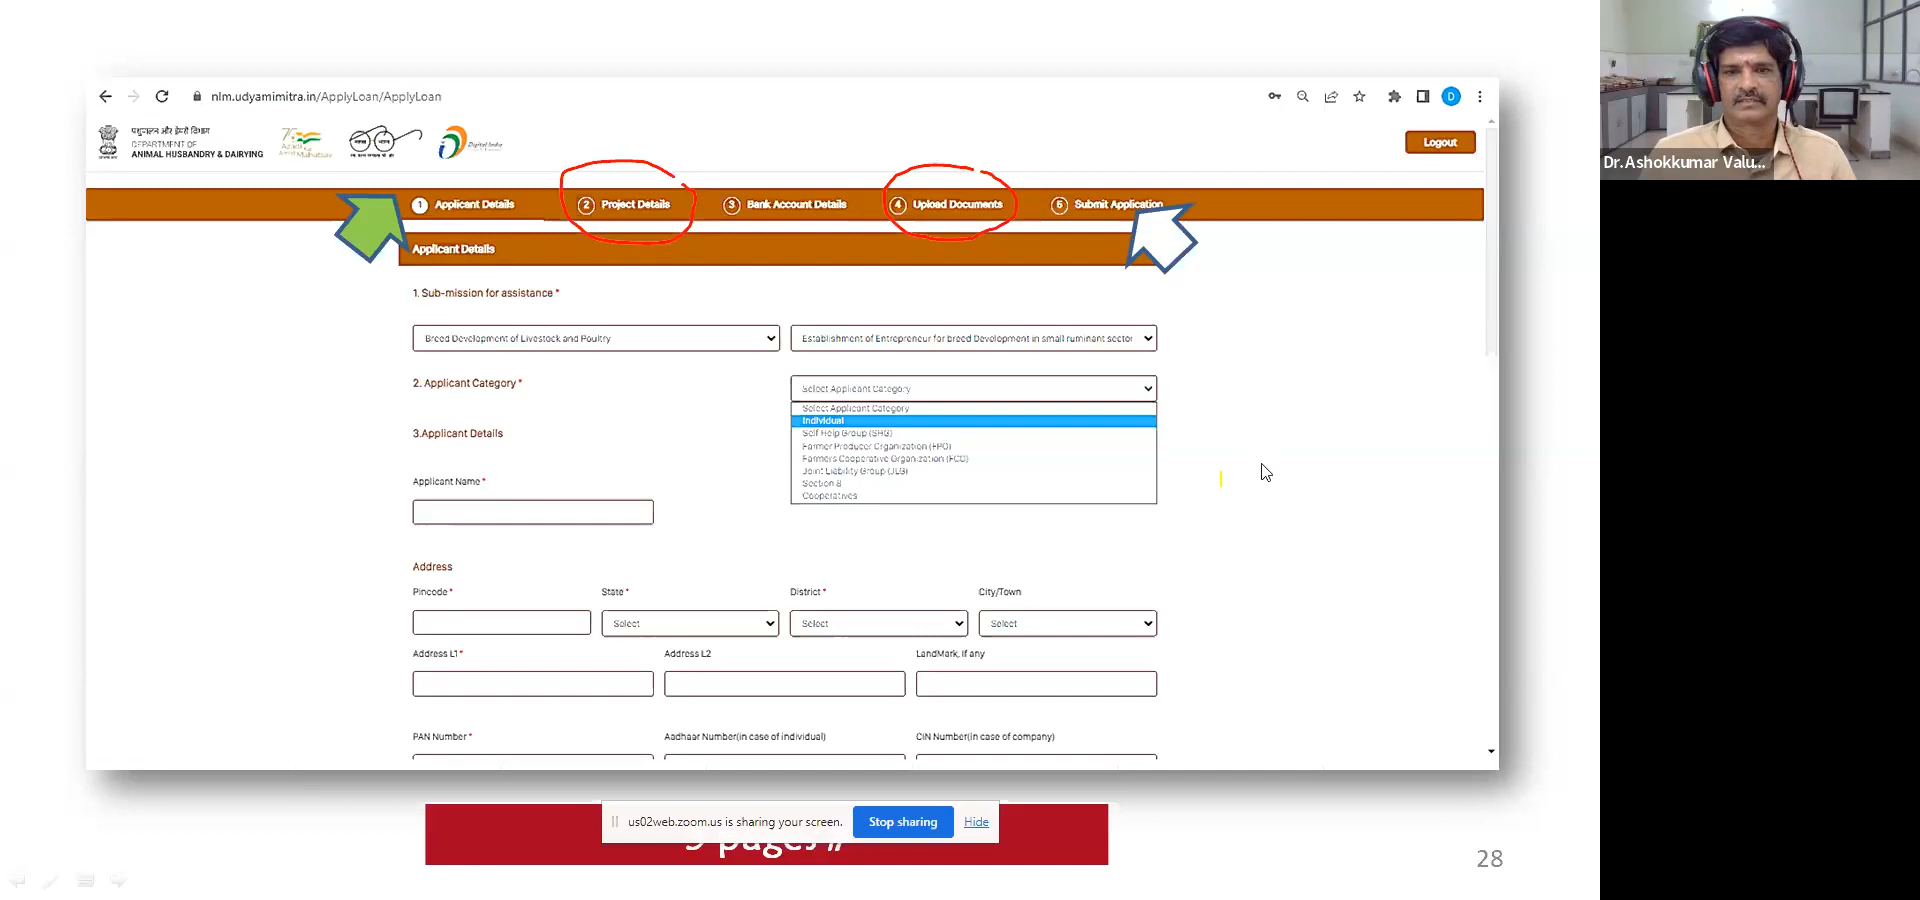 nlm.udyamimitra.in/ApplyLoan/ApplyLoan
D
पशुपालन और डेयरी विभाग
DEPARTMENT OF
ANIMAL HUSBANDRY & DAIRYING
Digital India
Logout
1 Applicant Details
2 Project Details
3 Bank Account Details
4 Upload Documents
5 Submit Application
Applicant Details
1. Sub-mission for assistance *
Breed Development of Livestock and Poultry
Establishment of Entrepreneur for breed Development in small ruminant sector
2. Applicant Category *
Select Applicant Category
Select Applicant Category
Individual
Self Help Group (SHG)
Farmer Producer Organization (FPO)
Farmers Cooperative Organization (FCO)
Joint Liability Group (JLG)
Section 8
Cooperatives
3.Applicant Details
Applicant Name *
Address
Pincode *
State *
District *
City/Town
Select
Select
Select
Address L1 *
Address L2
LandMark, if any
PAN Number *
Aadhaar Number(in case of individual)
CIN Number(in case of company)
us02web.zoom.us is sharing your screen.
Stop sharing
Hide
pages
28
Dr.Ashokkumar Valu...